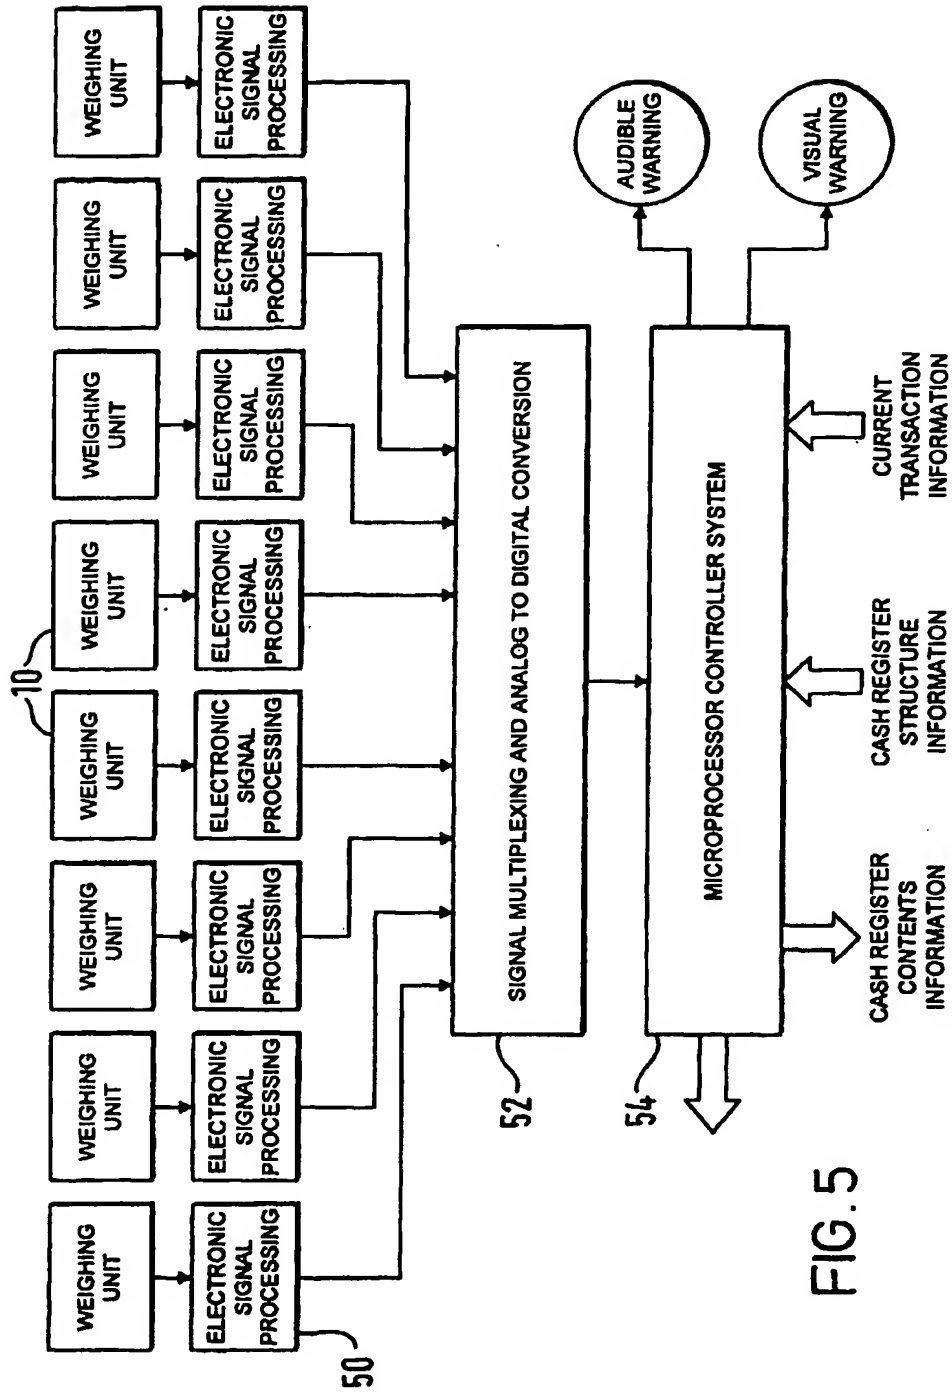 10
WEIGHING
UNIT
WEIGHING
UNIT
WEIGHING
UNIT
WEIGHING
UNIT
WEIGHING
UNIT
WEIGHING
UNIT
WEIGHING
UNIT
WEIGHING
UNIT
ELECTRONIC
SIGNAL
PROCESSING
ELECTRONIC
SIGNAL
PROCESSING
ELECTRONIC
SIGNAL
PROCESSING
ELECTRONIC
SIGNAL
PROCESSING
ELECTRONIC
SIGNAL
PROCESSING
ELECTRONIC
SIGNAL
PROCESSING
ELECTRONIC
SIGNAL
PROCESSING
ELECTRONIC
SIGNAL
PROCESSING
50
52
SIGNAL MULTIPLEXING AND ANALOG TO DIGITAL CONVERSION
54
MICROPROCESSOR CONTROLLER SYSTEM
AUDIBLE
WARNING
VISUAL
WARNING
CASH REGISTER
CONTENTS
INFORMATION
CASH REGISTER
STRUCTURE
INFORMATION
CURRENT
TRANSACTION
INFORMATION
FIG. 5